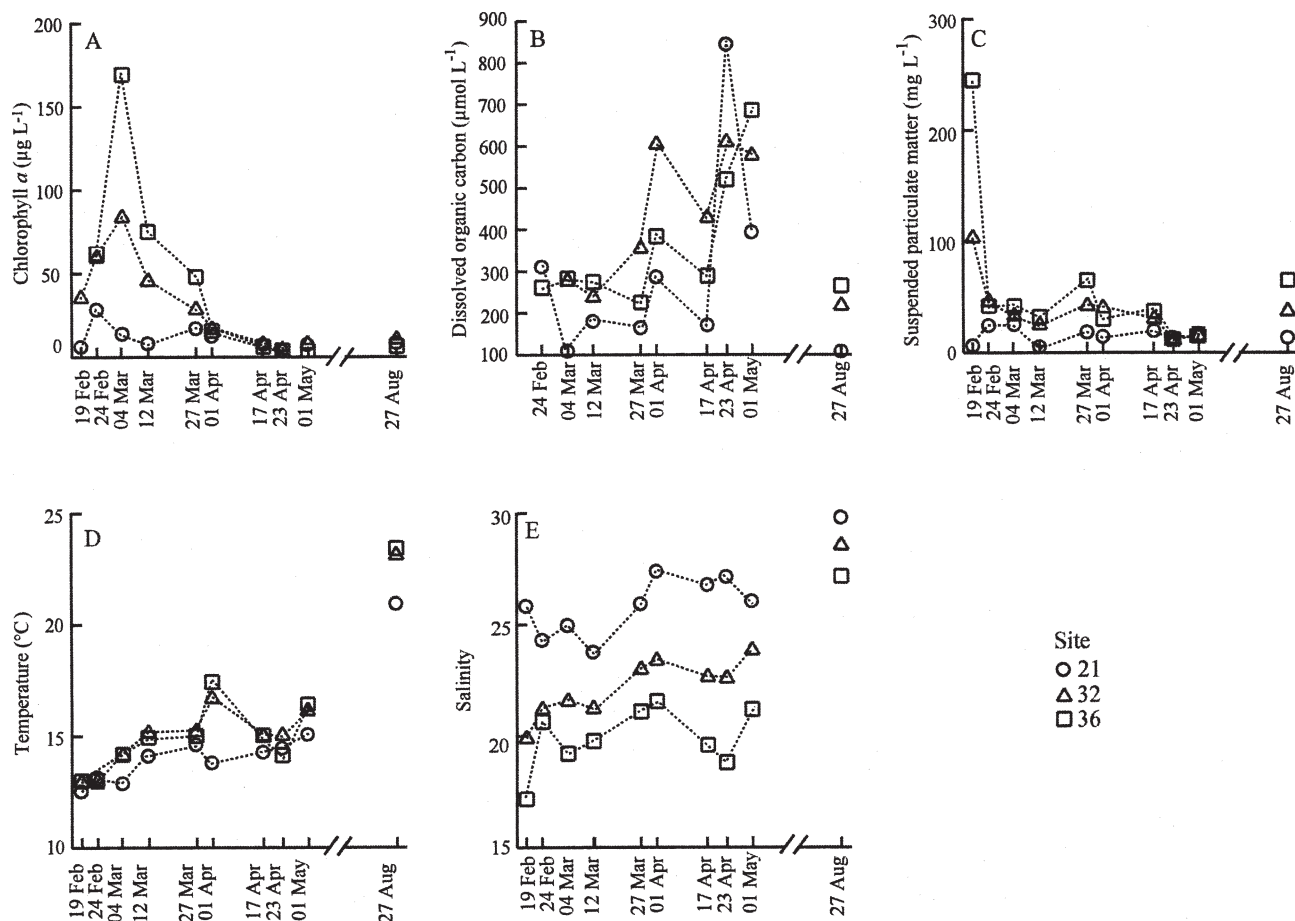 A
Chlorophyll a (µg L-1)
200
150
100
50
0
19 Feb
24 Feb
04 Mar
12 Mar
27 Mar
01 Apr
17 Apr
23 Apr
01 May
27 Aug
B
Dissolved organic carbon (µmol L-1)
900
800
700
600
500
400
300
200
100
24 Feb
04 Mar
12 Mar
27 Mar
01 Apr
17 Apr
23 Apr
01 May
27 Aug
C
Suspended particulate matter (mg L-1)
300
200
100
0
19 Feb
24 Feb
04 Mar
12 Mar
27 Mar
01 Apr
17 Apr
23 Apr
01 May
27 Aug
D
Temperature (°C)
25
20
15
10
19 Feb
24 Feb
04 Mar
12 Mar
27 Mar
01 Apr
17 Apr
23 Apr
01 May
27 Aug
E
Salinity
30
25
20
15
19 Feb
24 Feb
04 Mar
12 Mar
27 Mar
01 Apr
17 Apr
23 Apr
01 May
27 Aug
Site
21
32
36